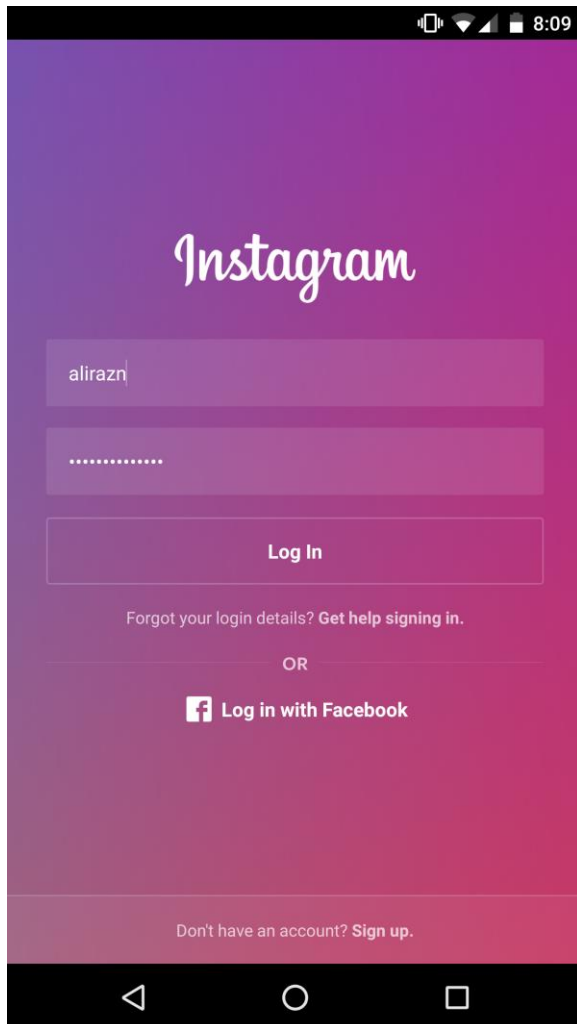 8:09
Instagram
alirazn
••••••••••••••
Log In
Forgot your login details? Get help signing in.
OR
Log in with Facebook
Don't have an account? Sign up.